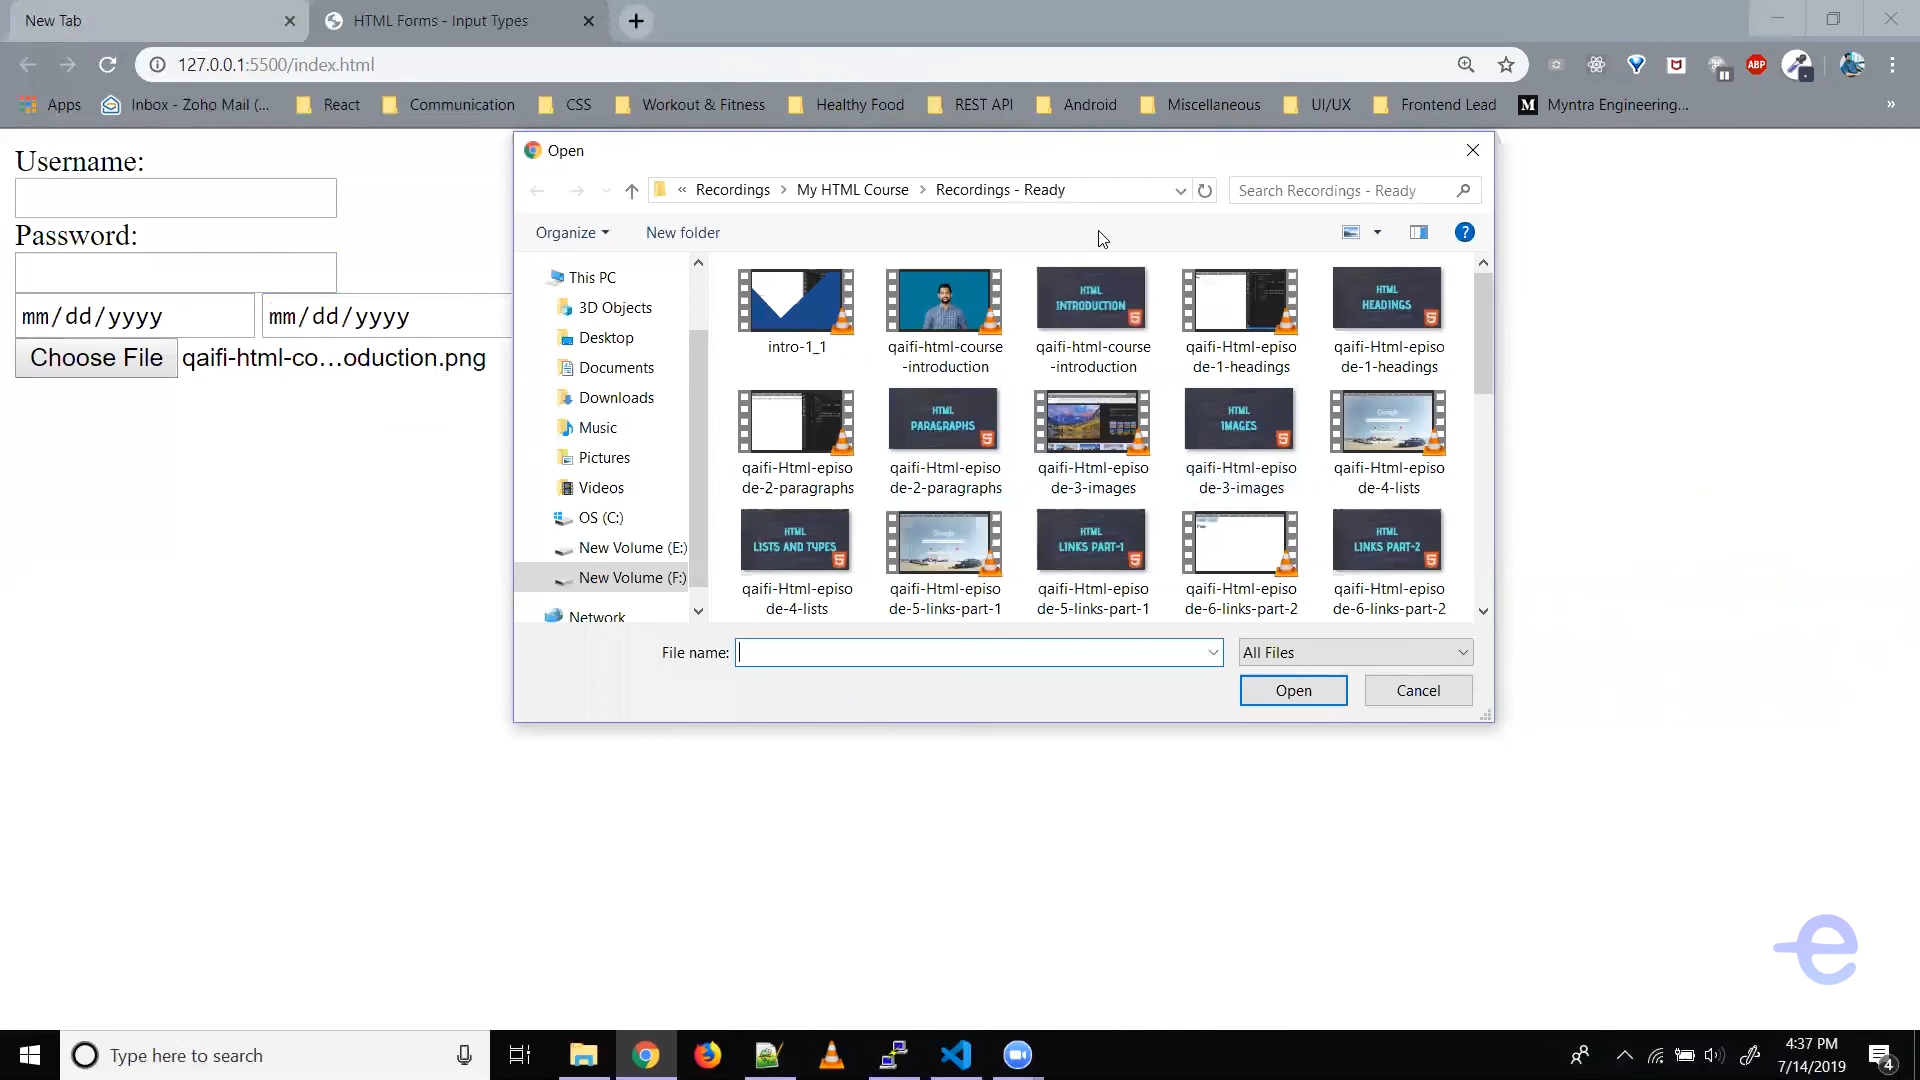 New Tab
HTML Forms - Input Types
127.0.0.1:5500/index.html
ABP
Apps
Inbox - Zoho Mail (...
React
Communication
CSS
Workout & Fitness
Healthy Food
REST API
Android
Miscellaneous
UI/UX
Frontend Lead
M
Myntra Engineering...
»
Username:
Password:
mm/dd/yyyy
mm/dd/yyyy
Choose File
qaifi-html-co...oduction.png
Open
« Recordings > My HTML Course > Recordings - Ready
Search Recordings - Ready
Organize
New folder
?
This PC
3D Objects
Desktop
Documents
Downloads
Music
Pictures
Videos
OS (C:)
New Volume (E:)
New Volume (F:)
Network
intro-1_1
qaifi-html-course
-introduction
HTML
INTRODUCTION
qaifi-html-course
-introduction
qaifi-Html-episo
de-1-headings
HTML
HEADINGS
qaifi-Html-episo
de-1-headings
qaifi-Html-episo
de-2-paragraphs
HTML
PARAGRAPHS
qaifi-Html-episo
de-2-paragraphs
qaifi-Html-episo
de-3-images
HTML
IMAGES
qaifi-Html-episo
de-3-images
Google
qaifi-Html-episo
de-4-lists
HTML
LISTS AND TYPES
qaifi-Html-episo
de-4-lists
Google
qaifi-Html-episo
de-5-links-part-1
HTML
LINKS PART-1
qaifi-Html-episo
de-5-links-part-1
qaifi-Html-episo
de-6-links-part-2
HTML
LINKS PART-2
qaifi-Html-episo
de-6-links-part-2
File name:
All Files
Open
Cancel
e
Type here to search
4:37 PM
7/14/2019
4